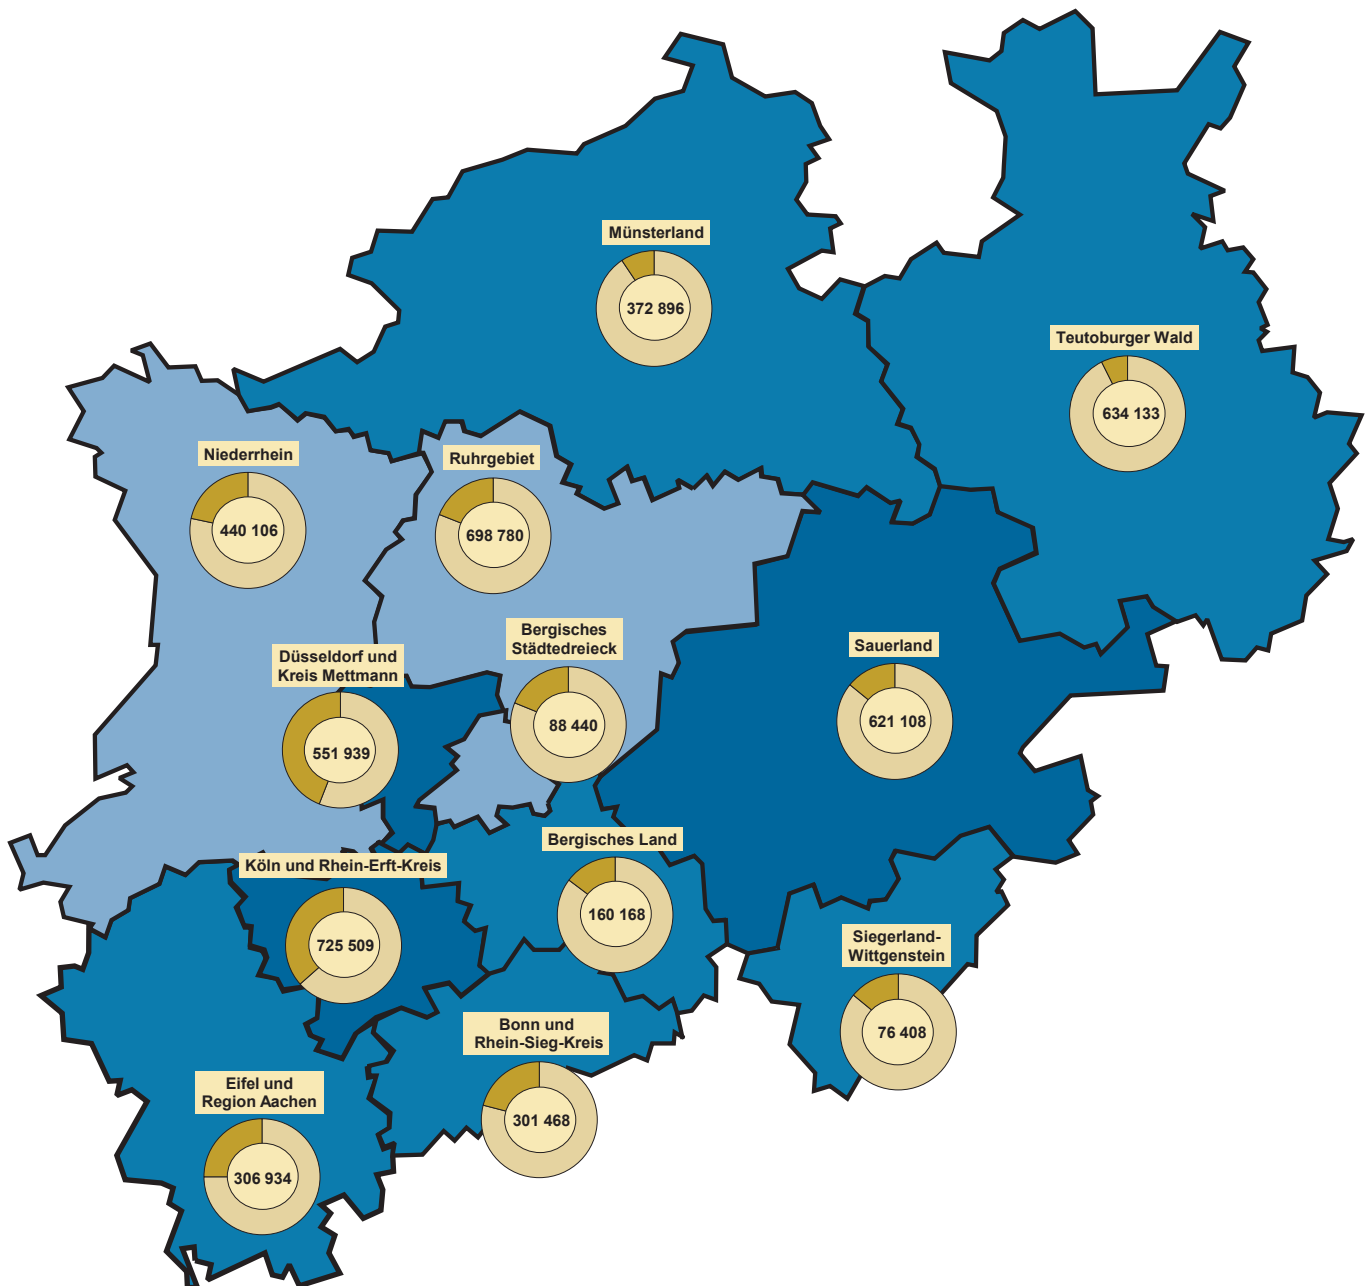 Münsterland
372 896
Teutoburger Wald
634 133
Niederrhein
440 106
Ruhrgebiet
698 780
Bergisches
Städtedreieck
88 440
Düsseldorf und
Kreis Mettmann
551 939
Sauerland
621 108
Bergisches Land
160 168
Köln und Rhein-Erft-Kreis
725 509
Siegerland-
Wittgenstein
76 408
Bonn und
Rhein-Sieg-Kreis
301 468
Eifel und
Region Aachen
306 934